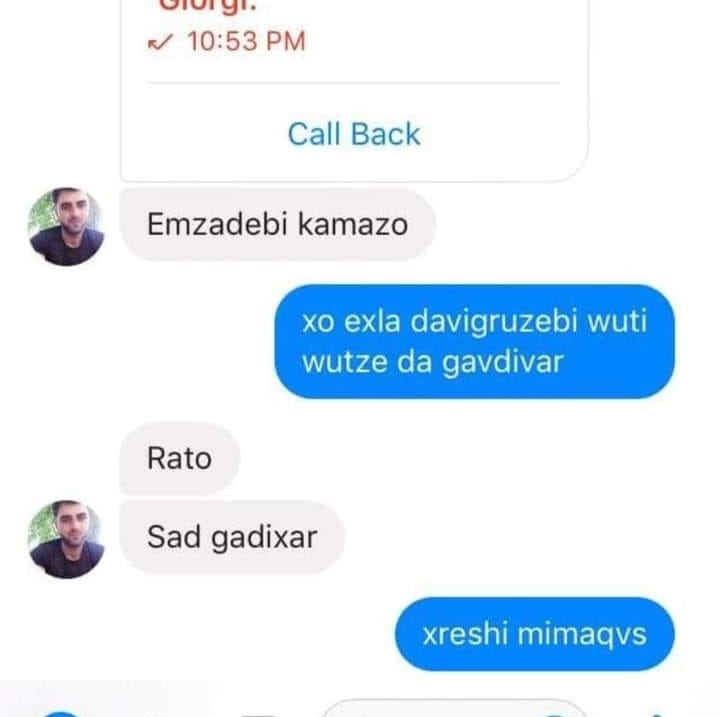 Giorgi.
10:53 PM
Call Back
Emzadebi kamazo
xo exla davigruzebi wuti
wutze da gavdivar
Rato
Sad gadixar
xreshi mimaqvs